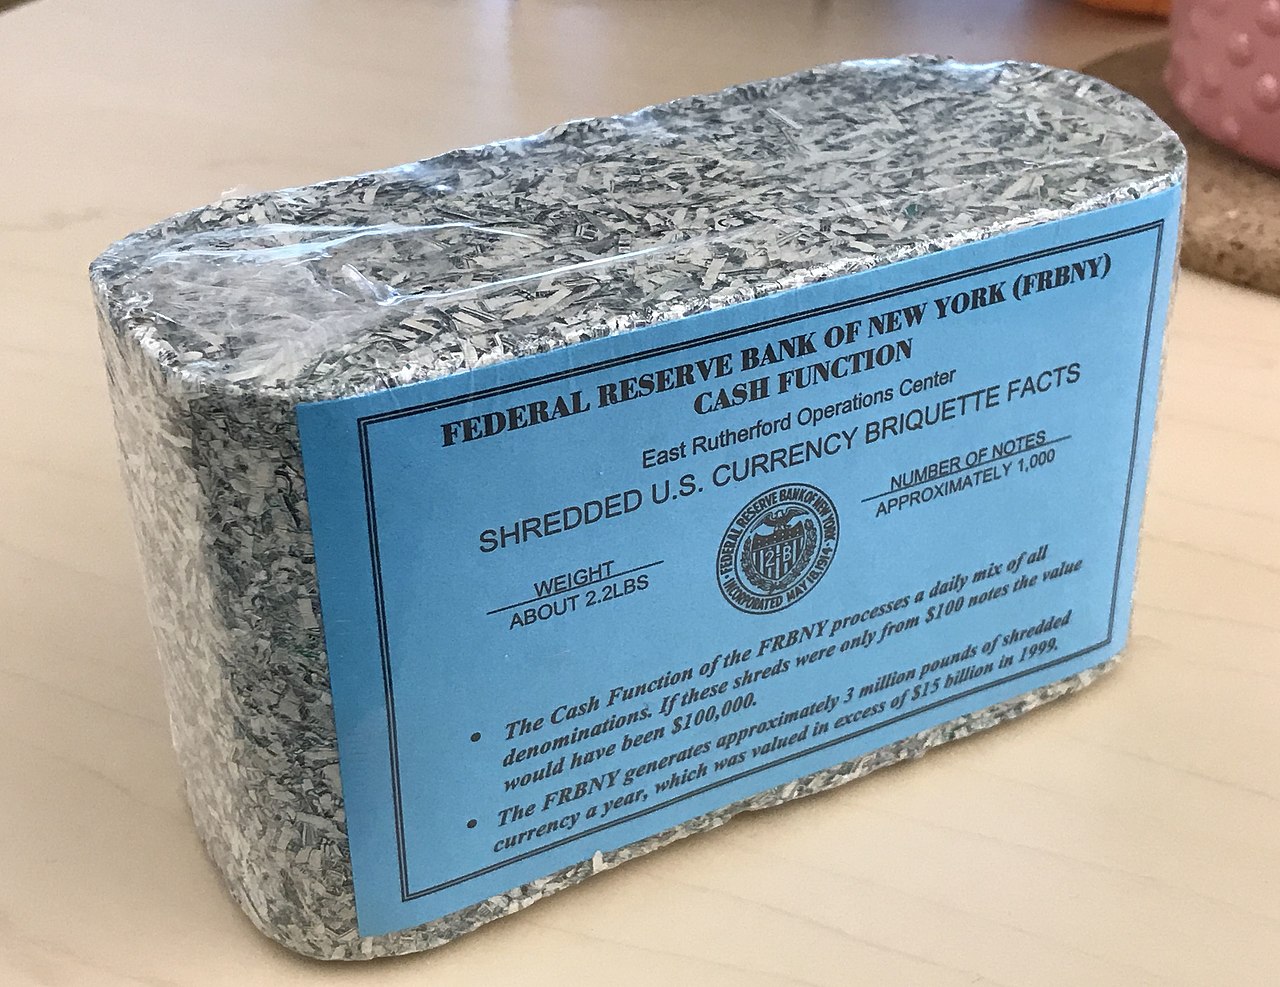 FEDERAL RESERVE BANK OF NEW YORK (FRBNY)
CASH FUNCTION
East Rutherford Operations Center
SHREDDED U.S. CURRENCY BRIQUETTE FACTS
WEIGHT
ABOUT 2.2LBS
FEDERAL RESERVE BANK OF NEW YORK
INCORPORATED MAY 18, 1914
2
B
NUMBER OF NOTES
APPROXIMATELY 1,000
• The Cash Function of the FRBNY processes a daily mix of all
denominations. If these shreds were only from $100 notes the value
would have been $100,000.
• The FRBNY generates approximately 3 million pounds of shredded
currency a year, which was valued in excess of $15 billion in 1999.